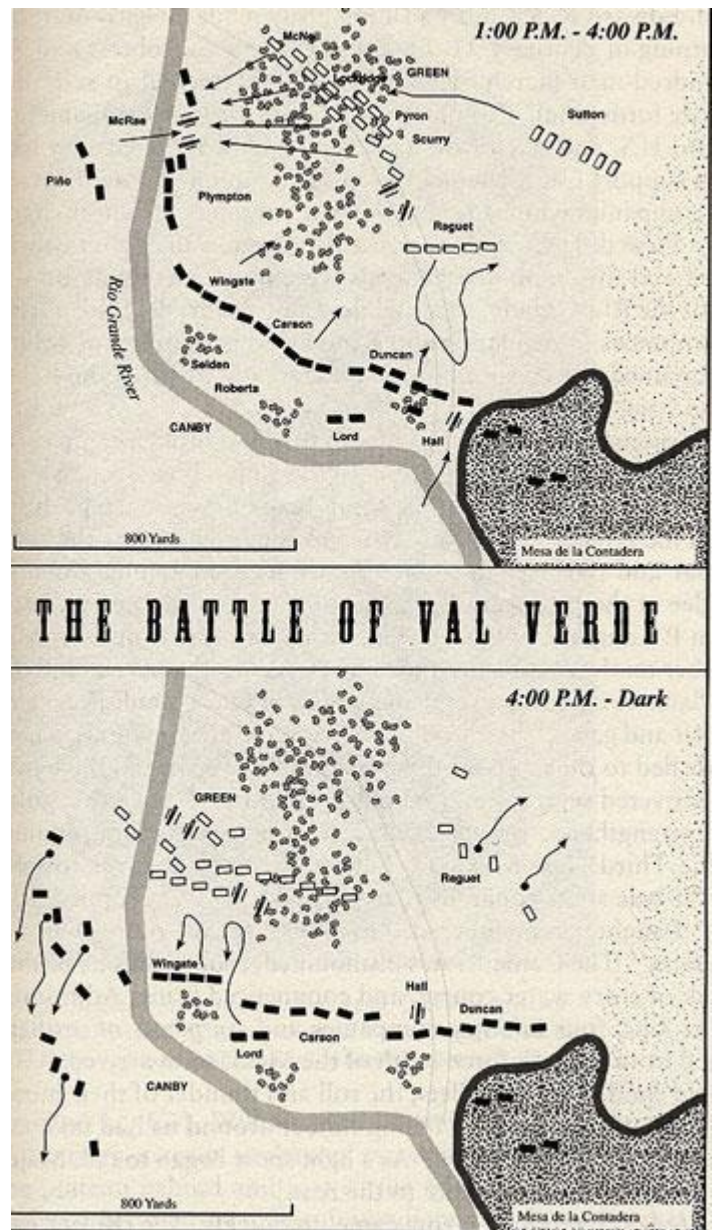 1:00 P.M. - 4:00 P.M.
McNeil
Lockridge
GREEN
Pyron
Scurry
Sutton
McRae
Piño
Plympton
Raguet
Wingate
Rio Grande River
Carson
Duncan
Selden
Roberts
CANBY
Lord
Hall
800 Yards
Mesa de la Contadera
THE BATTLE OF VAL VERDE
4:00 P.M. - Dark
GREEN
Raguet
Wingate
Hall
Duncan
Carson
Lord
CANBY
800 Yards
Mesa de la Contadera